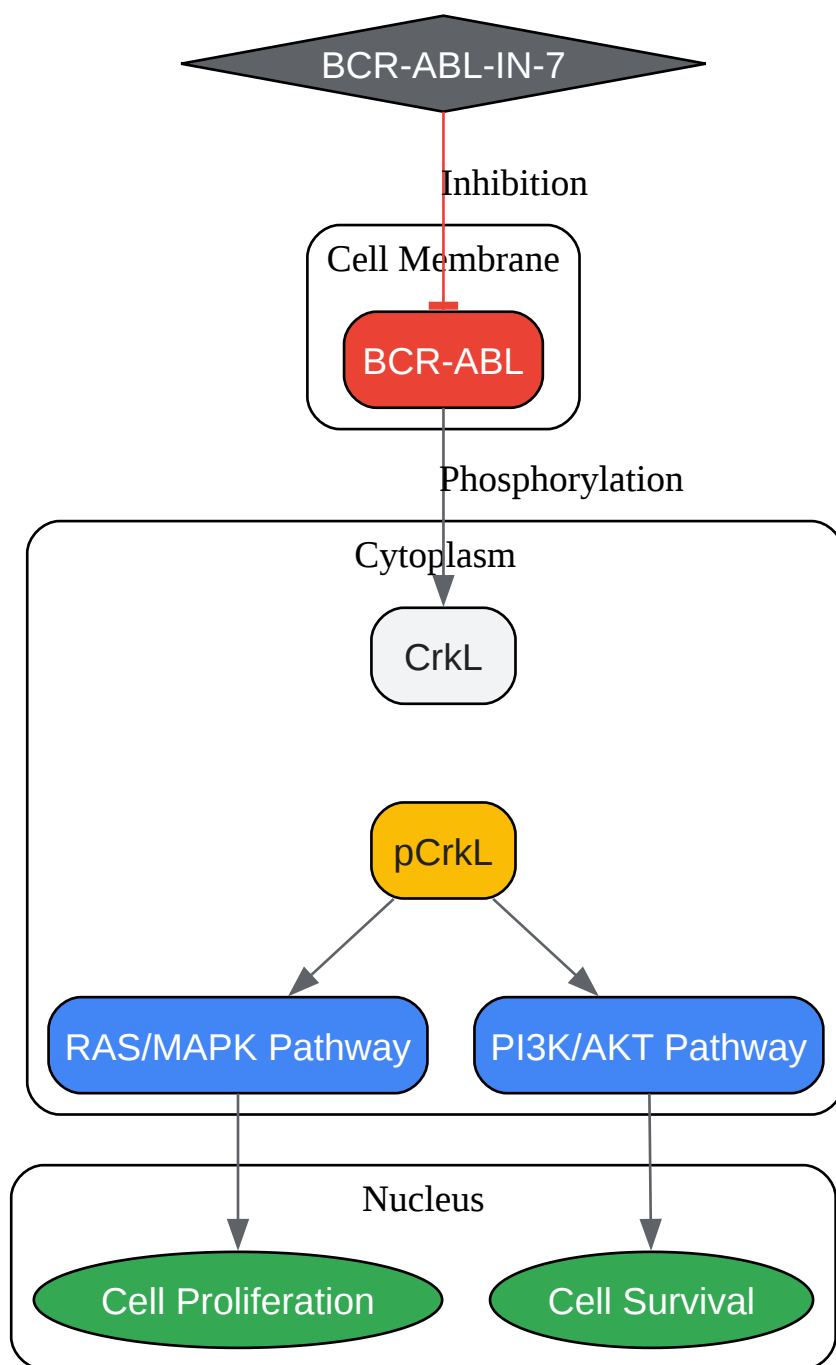 BCR-ABL-IN-7
Inhibition
Cell Membrane
BCR-ABL
Phosphorylation
Cytoplasm
CrkL
pCrkL
RAS/MAPK Pathway
PI3K/AKT Pathway
Nucleus
Cell Proliferation
Cell Survival